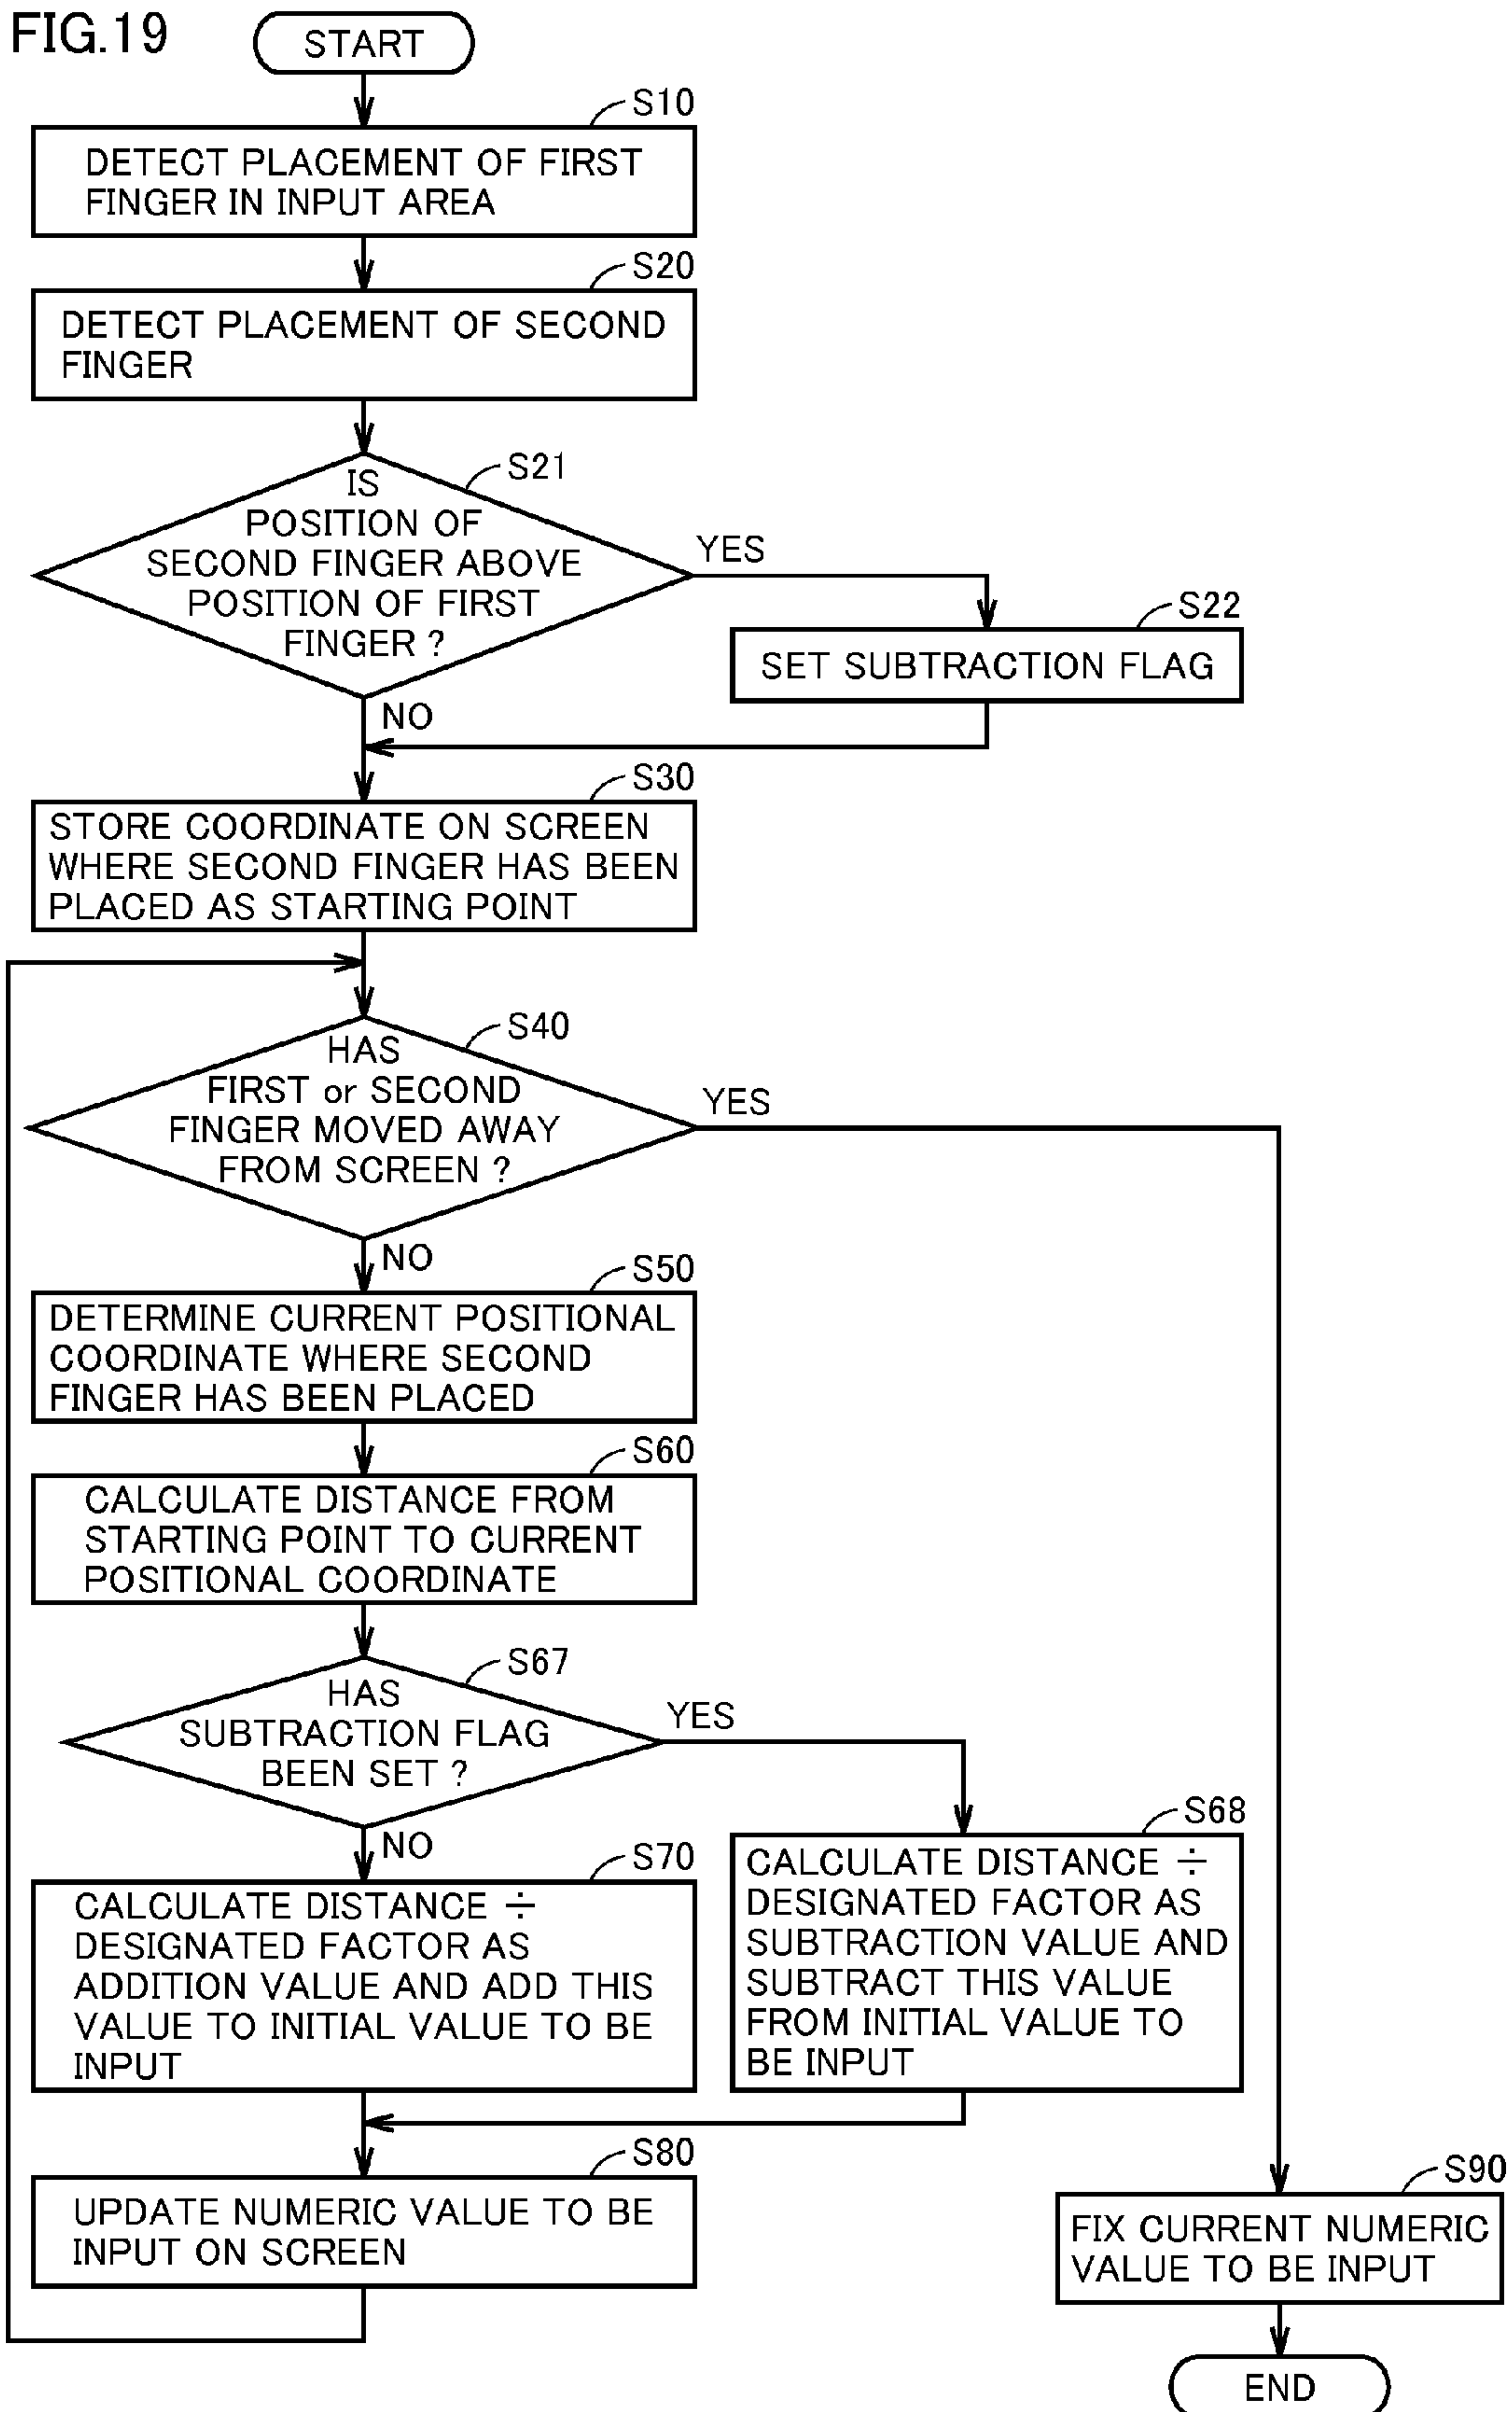 FIG.19
START
S10
DETECT PLACEMENT OF FIRST
FINGER IN INPUT AREA
S20
DETECT PLACEMENT OF SECOND
FINGER
S21
IS
POSITION OF
SECOND FINGER ABOVE
POSITION OF FIRST
FINGER ?
YES
S22
SET SUBTRACTION FLAG
NO
S30
STORE COORDINATE ON SCREEN
WHERE SECOND FINGER HAS BEEN
PLACED AS STARTING POINT
S40
HAS
FIRST or SECOND
FINGER MOVED AWAY
FROM SCREEN ?
YES
NO
S50
DETERMINE CURRENT POSITIONAL
COORDINATE WHERE SECOND
FINGER HAS BEEN PLACED
S60
CALCULATE DISTANCE FROM
STARTING POINT TO CURRENT
POSITIONAL COORDINATE
S67
HAS
SUBTRACTION FLAG
BEEN SET ?
YES
NO
S68
CALCULATE DISTANCE ÷
DESIGNATED FACTOR AS
SUBTRACTION VALUE AND
SUBTRACT THIS VALUE
FROM INITIAL VALUE TO
BE INPUT
S70
CALCULATE DISTANCE ÷
DESIGNATED FACTOR AS
ADDITION VALUE AND ADD THIS
VALUE TO INITIAL VALUE TO BE
INPUT
S80
UPDATE NUMERIC VALUE TO BE
INPUT ON SCREEN
S90
FIX CURRENT NUMERIC
VALUE TO BE INPUT
END